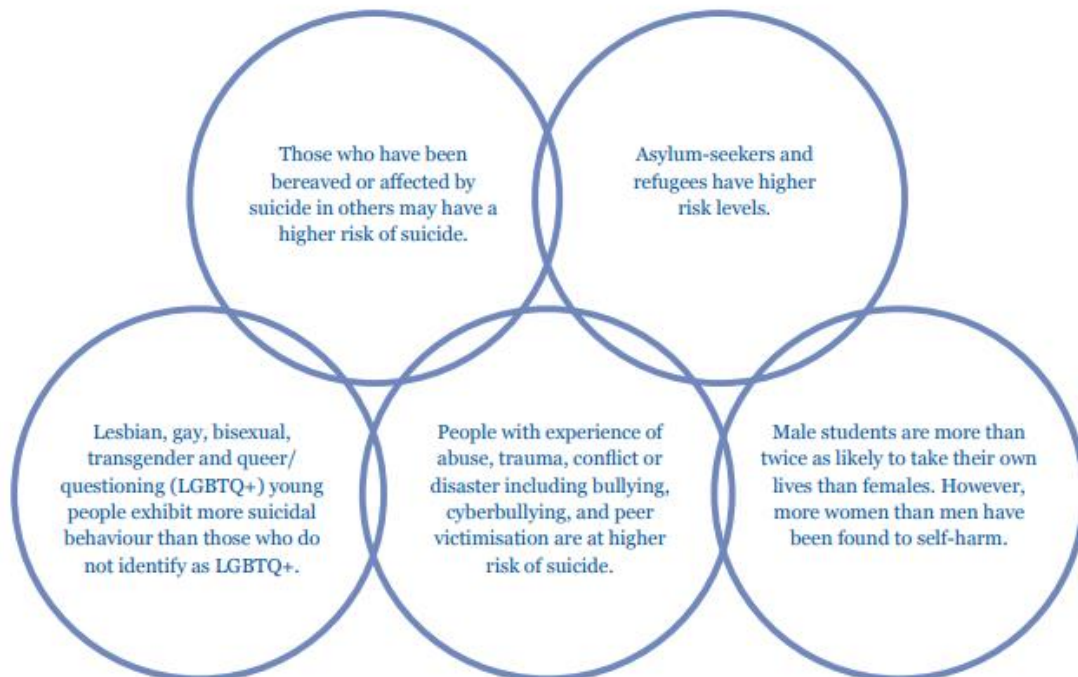 Those who have been
bereaved or affected by
suicide in others may have a
higher risk of suicide.
Asylum-seekers and
refugees have higher
risk levels.
Lesbian, gay, bisexual,
transgender and queer/
questioning (LGBTQ+) young
people exhibit more suicidal
behaviour than those who do
not identify as LGBTQ+.
People with experience of
abuse, trauma, conflict or
disaster including bullying,
cyberbullying, and peer
victimisation are at higher
risk of suicide.
Male students are more than
twice as likely to take their own
lives than females. However,
more women than men have
been found to self-harm.